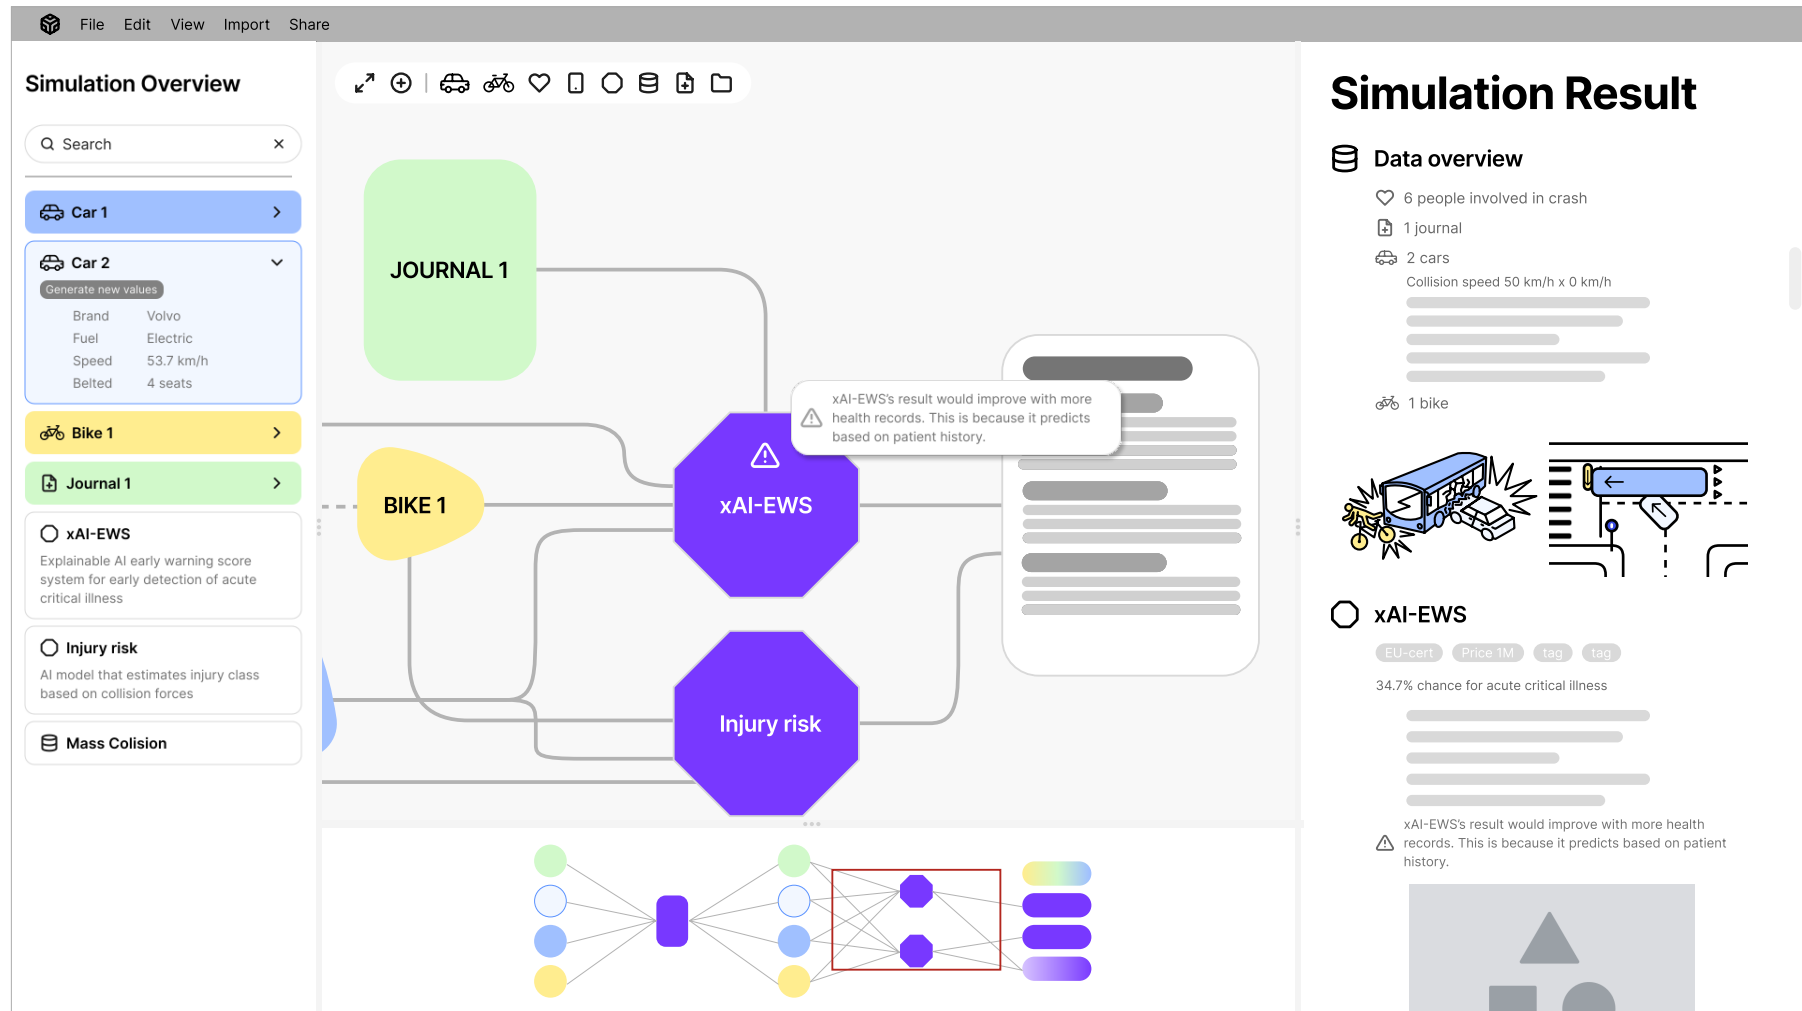 File Edit View Import Share
Simulation Overview
Search
Car 1
Car 2
Generate new values
Brand Volvo
Fuel Electric
Speed 53.7 km/h
Belted 4 seats
Bike 1
Journal 1
xAI-EWS
Explainable AI early warning score
system for early detection of acute
critical illness
Injury risk
AI model that estimates injury class
based on collision forces
Mass Colision
JOURNAL 1
xAI-EWS's result would improve with more
health records. This is because it predicts
based on patient history.
BIKE 1
xAI-EWS
Injury risk
Simulation Result
Data overview
6 people involved in crash
1 journal
2 cars
Collision speed 50 km/h x 0 km/h
1 bike
xAI-EWS
EU-cert Price 1M tag tag
34.7% chance for acute critical illness
xAI-EWS's result would improve with more health
records. This is because it predicts based on patient
history.